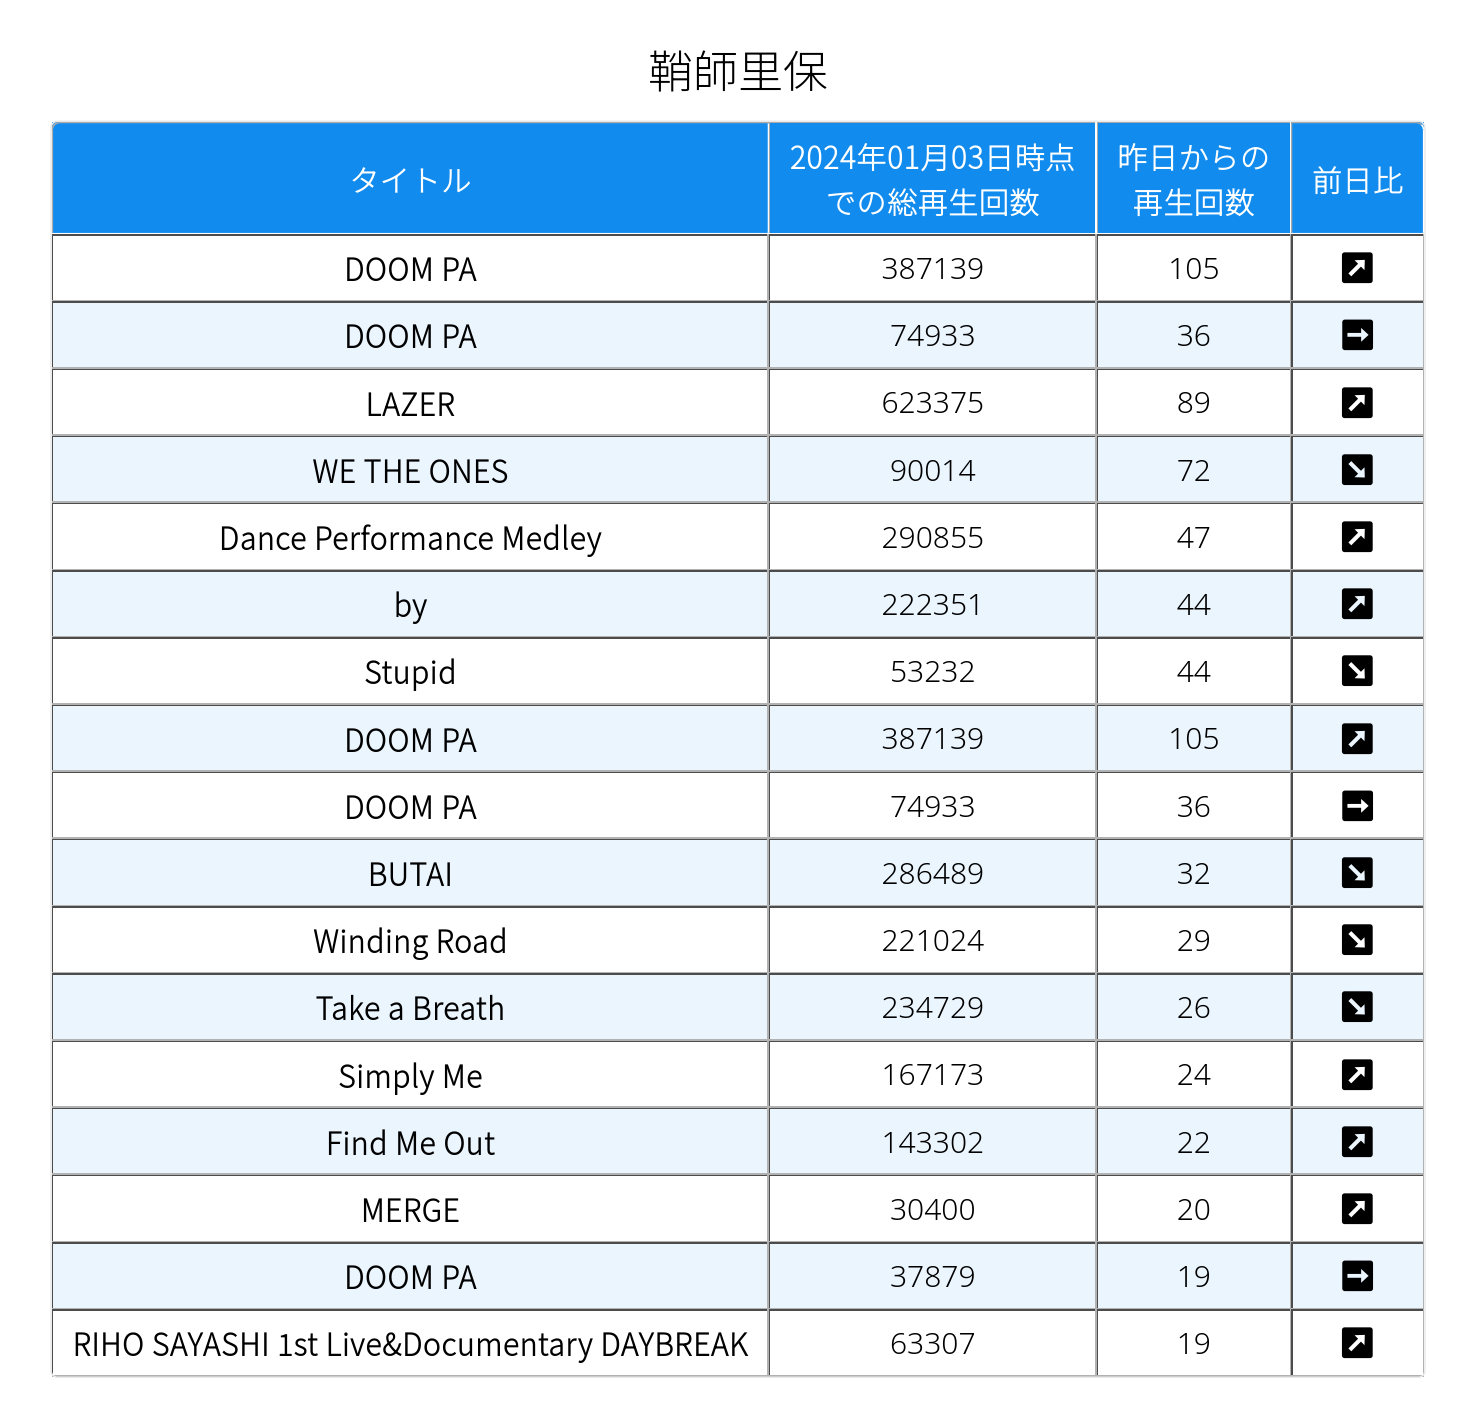 鞘師里保
タイトル 2024年01月03日時点での総再生回数 昨日からの再生回数 前日比
DOOM PA 387139 105 ↗
DOOM PA 74933 36 →
LAZER 623375 89 ↗
WE THE ONES 90014 72 ↘
Dance Performance Medley 290855 47 ↗
by 222351 44 ↗
Stupid 53232 44 ↘
DOOM PA 387139 105 ↗
DOOM PA 74933 36 →
BUTAI 286489 32 ↘
Winding Road 221024 29 ↘
Take a Breath 234729 26 ↘
Simply Me 167173 24 ↗
Find Me Out 143302 22 ↗
MERGE 30400 20 ↗
DOOM PA 37879 19 →
RIHO SAYASHI 1st Live&Documentary DAYBREAK 63307 19 ↗